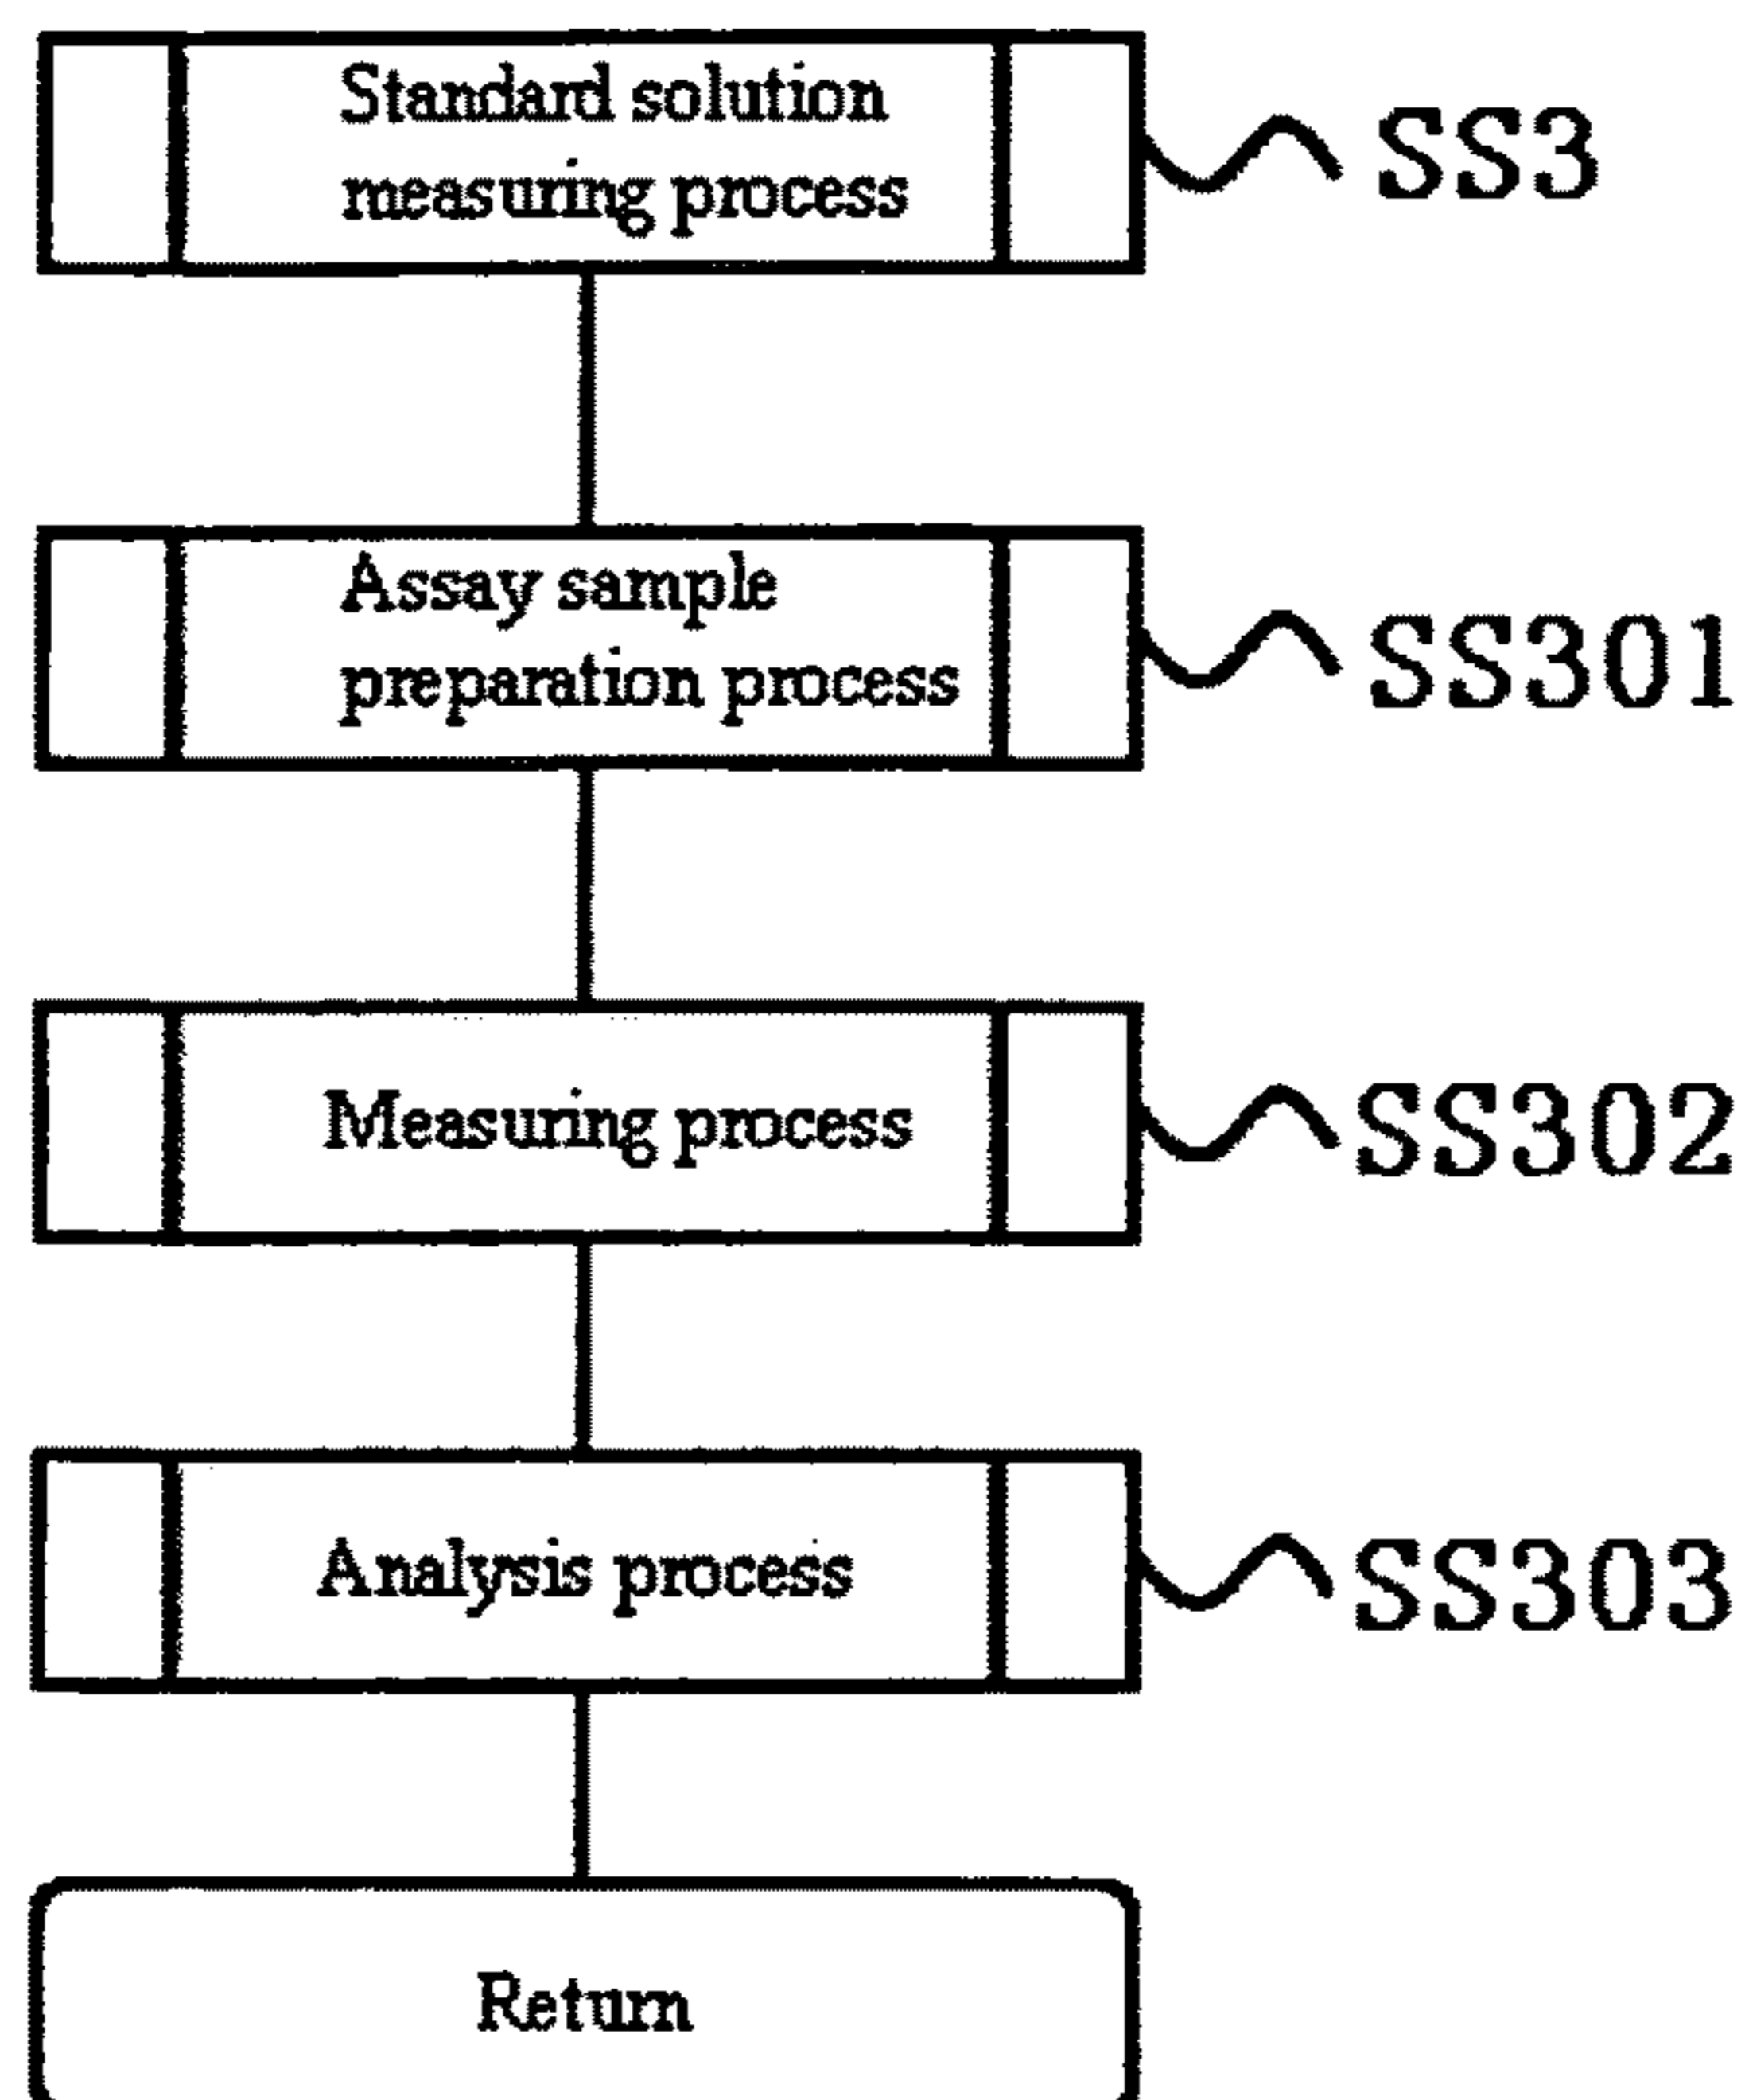 Standard solution
measuring process
SS3
Assay sample
preparation process
SS301
Measuring process
SS302
Analysis process
SS303
Return